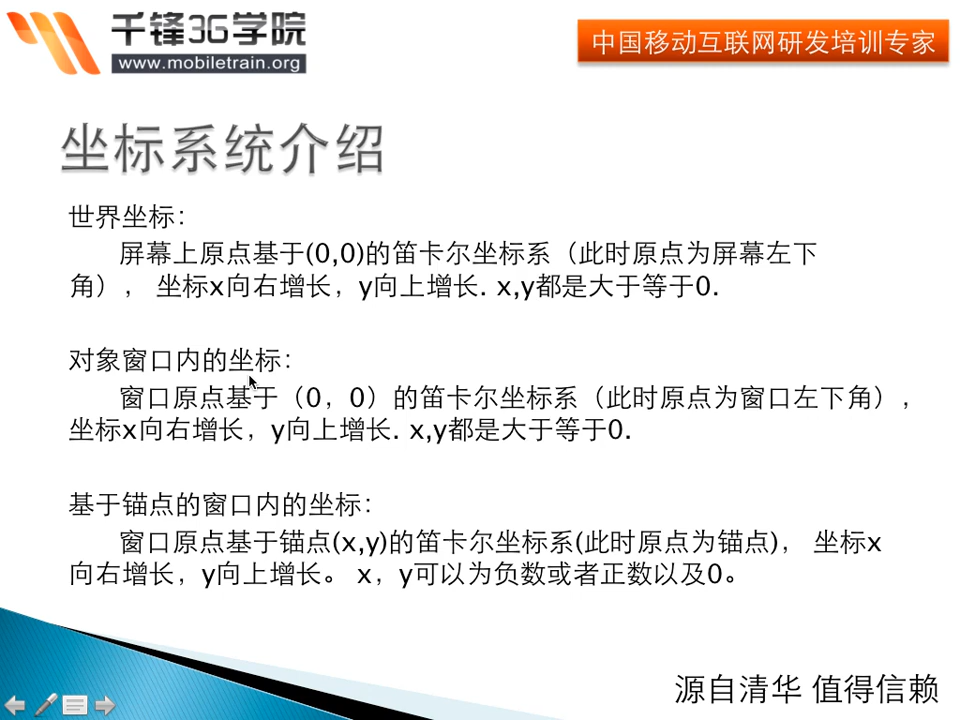 千锋3G学院
www.mobiletrain.org
中国移动互联网研发培训专家
坐标系统介绍
世界坐标：
屏幕上原点基于(0,0)的笛卡尔坐标系（此时原点为屏幕左下
角）， 坐标x向右增长，y向上增长. x,y都是大于等于0.
对象窗口内的坐标：
窗口原点基于（0，0）的笛卡尔坐标系（此时原点为窗口左下角），
坐标x向右增长，y向上增长. x,y都是大于等于0.
基于锚点的窗口内的坐标：
窗口原点基于锚点(x,y)的笛卡尔坐标系(此时原点为锚点)， 坐标x
向右增长，y向上增长。 x，y可以为负数或者正数以及0。
源自清华 值得信赖